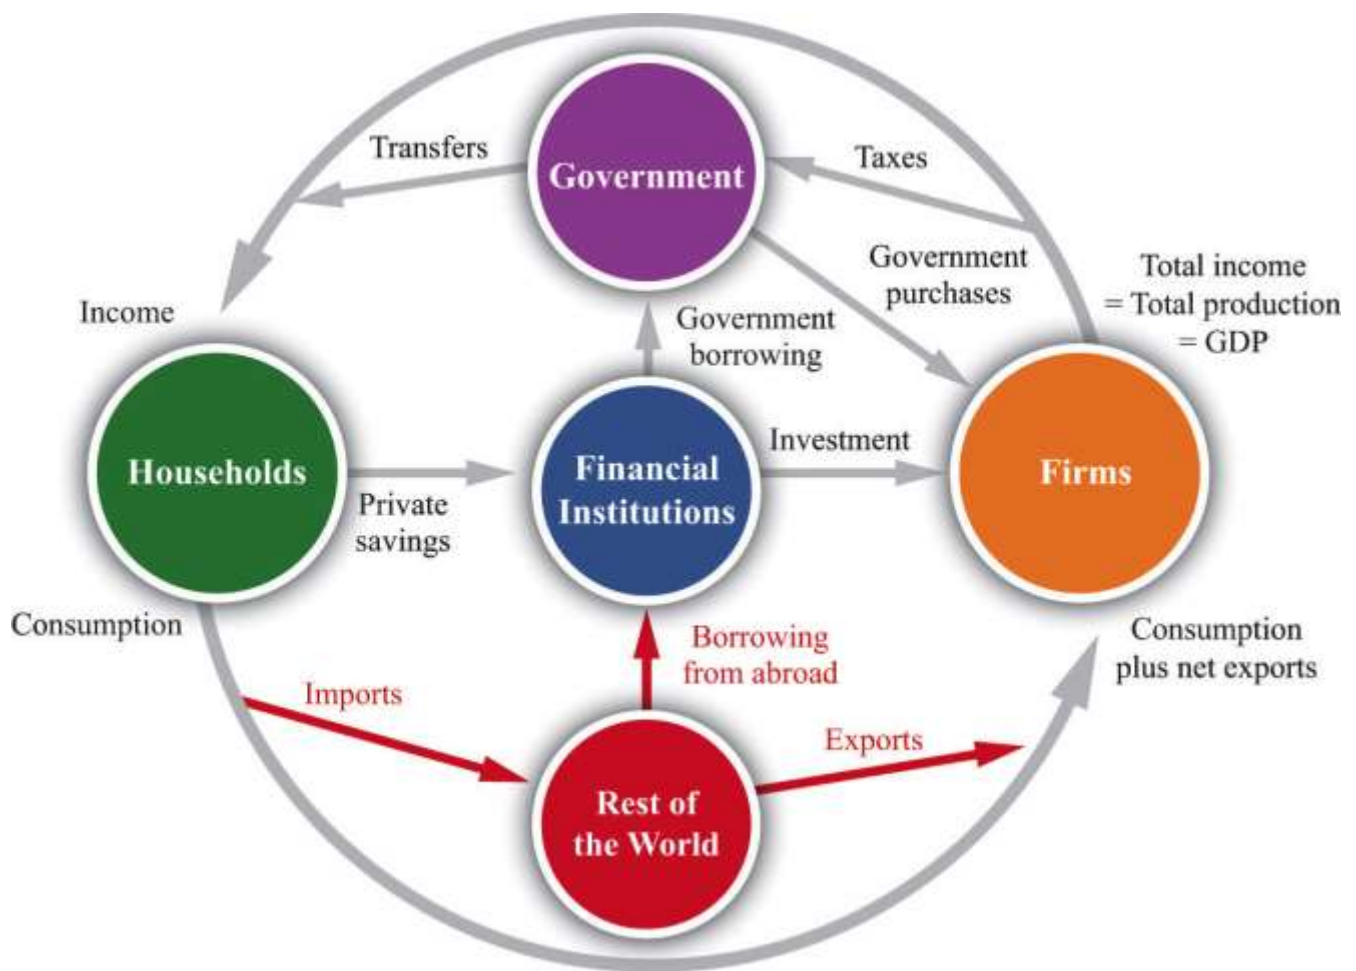 Transfers
Taxes
Government
Government
purchases
Total income
= Total production
= GDP
Income
Government
borrowing
Investment
Households
Financial
Institutions
Firms
Private
savings
Consumption
Borrowing
from abroad
Consumption
plus net exports
Imports
Exports
Rest of
the World